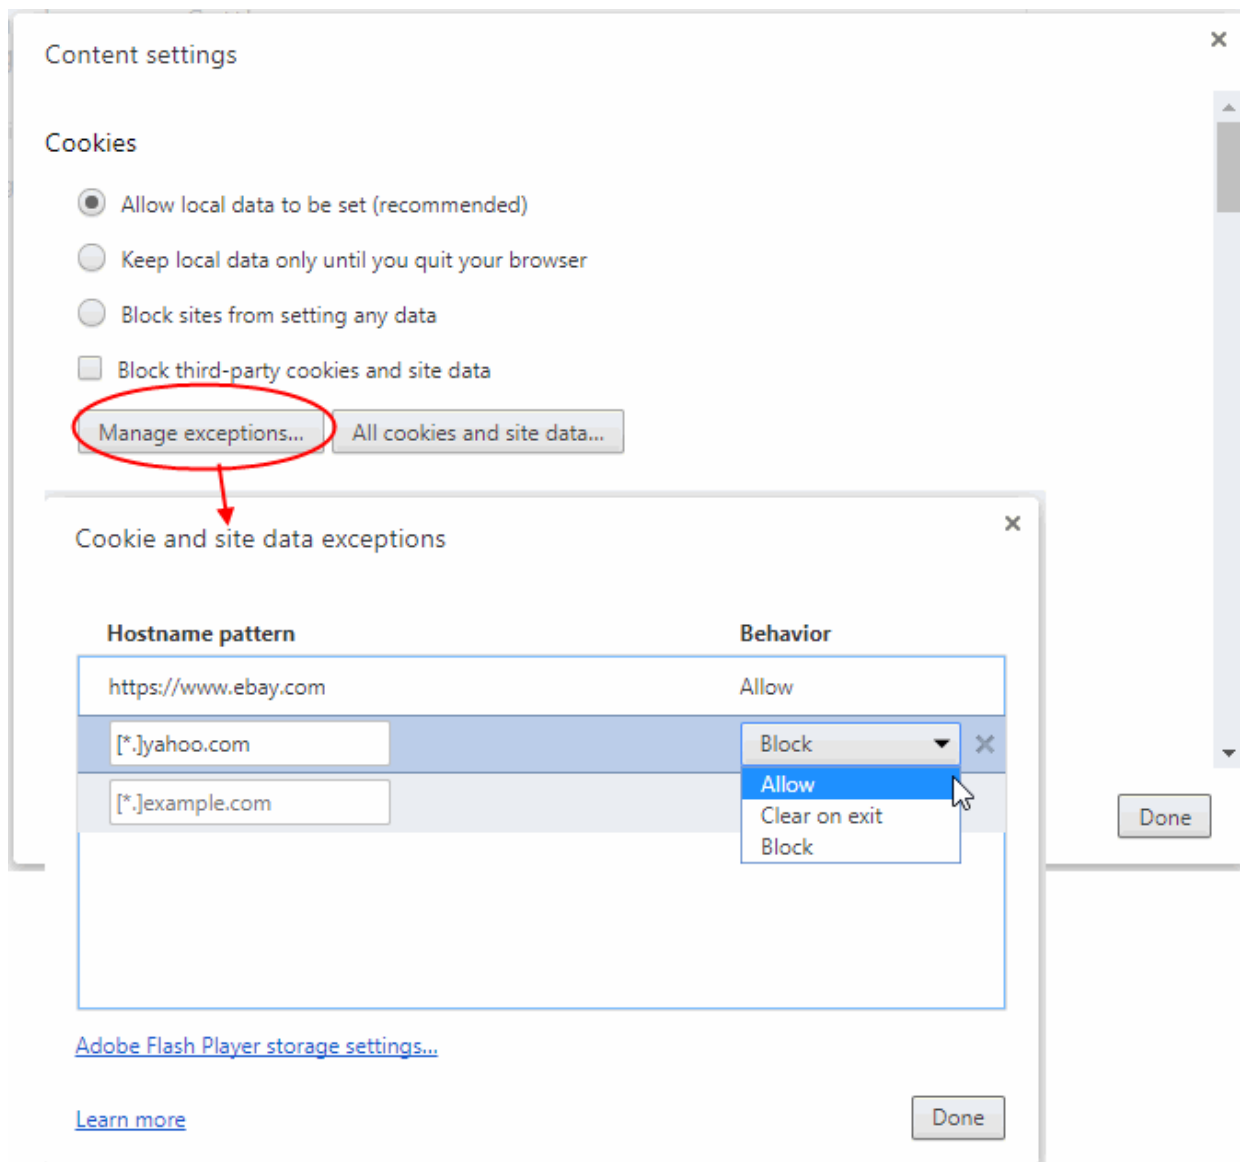 Content settings
Cookies
Allow local data to be set (recommended)
Keep local data only until you quit your browser
Block sites from setting any data
Block third-party cookies and site data
Manage exceptions... All cookies and site data...
Cookie and site data exceptions
Hostname pattern Behavior
https://www.ebay.com Allow
[*.]yahoo.com Block
Allow
[*.]example.com
Clear on exit
Block
Done
Adobe Flash Player storage settings...
Learn more Done